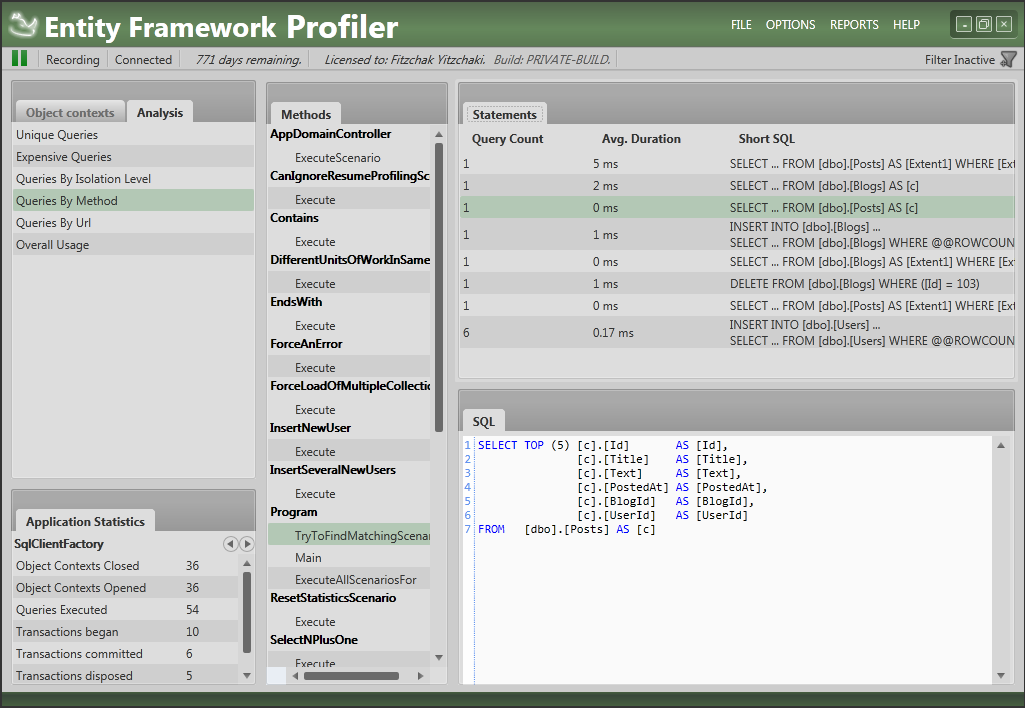 Entity Framework Profiler
FILE OPTIONS REPORTS HELP
Recording Connected 771 days remaining. Licensed to: Fitzchak Yitzchaki. Build: PRIVATE-BUILD. Filter Inactive
Object contexts Analysis
Unique Queries
Expensive Queries
Queries By Isolation Level
Queries By Method
Queries By Url
Overall Usage
Application Statistics
SqlClientFactory
Object Contexts Closed 36
Object Contexts Opened 36
Queries Executed 54
Transactions began 10
Transactions committed 6
Transactions disposed 5
Methods
AppDomainController
ExecuteScenario
CanIgnoreResumeProfilingSc
Execute
Contains
Execute
DifferentUnitsOfWorkInSame
Execute
EndsWith
Execute
ForceAnError
Execute
ForceLoadOfMultipleCollectio
Execute
InsertNewUser
Execute
InsertSeveralNewUsers
Execute
Program
TryToFindMatchingScenar
Main
ExecuteAllScenariosFor
ResetStatisticsScenario
Execute
SelectNPlusOne
Execute
Statements
Query Count Avg. Duration Short SQL
1 5 ms SELECT ... FROM [dbo].[Posts] AS [Extent1] WHERE [Ext
1 2 ms SELECT ... FROM [dbo].[Blogs] AS [c]
1 0 ms SELECT ... FROM [dbo].[Posts] AS [c]
1 1 ms INSERT INTO [dbo].[Blogs] ...
SELECT ... FROM [dbo].[Blogs] WHERE @@ROWCOUN
1 0 ms SELECT ... FROM [dbo].[Blogs] AS [Extent1] WHERE [Ext
1 1 ms DELETE FROM [dbo].[Blogs] WHERE ([Id] = 103)
1 0 ms SELECT ... FROM [dbo].[Posts] AS [Extent1] WHERE [Ext
6 0.17 ms INSERT INTO [dbo].[Users] ...
SELECT ... FROM [dbo].[Users] WHERE @@ROWCOUN
SQL
1 SELECT TOP (5) [c].[Id] AS [Id],
2 [c].[Title] AS [Title],
3 [c].[Text] AS [Text],
4 [c].[PostedAt] AS [PostedAt],
5 [c].[BlogId] AS [BlogId],
6 [c].[UserId] AS [UserId]
7 FROM [dbo].[Posts] AS [c]